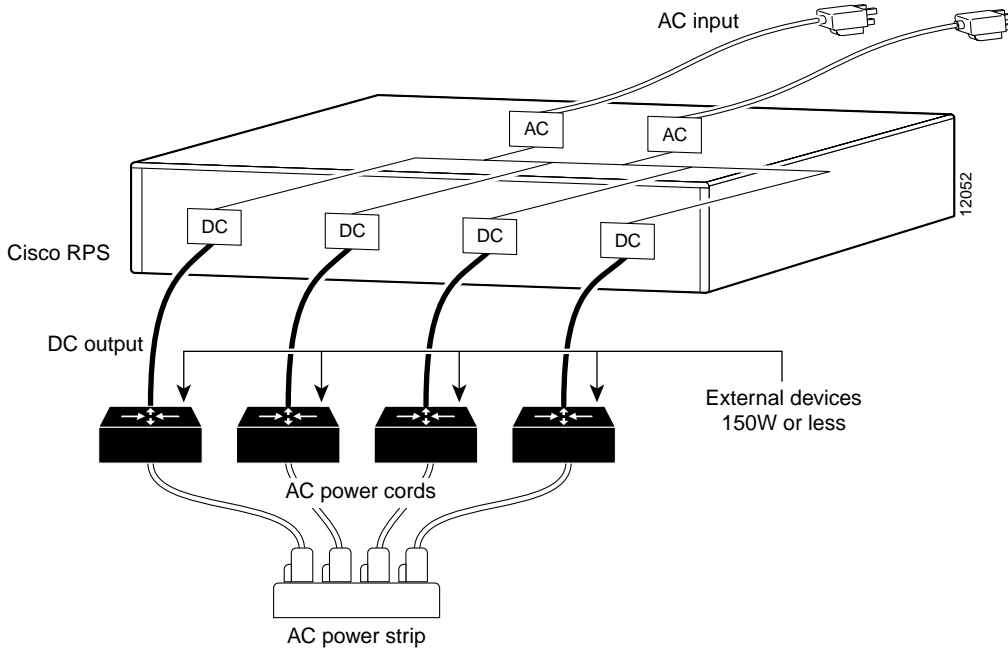 AC input
AC
AC
12052
DC
DC
DC
DC
Cisco RPS
DC output
External devices
150W or less
AC power cords
AC power strip